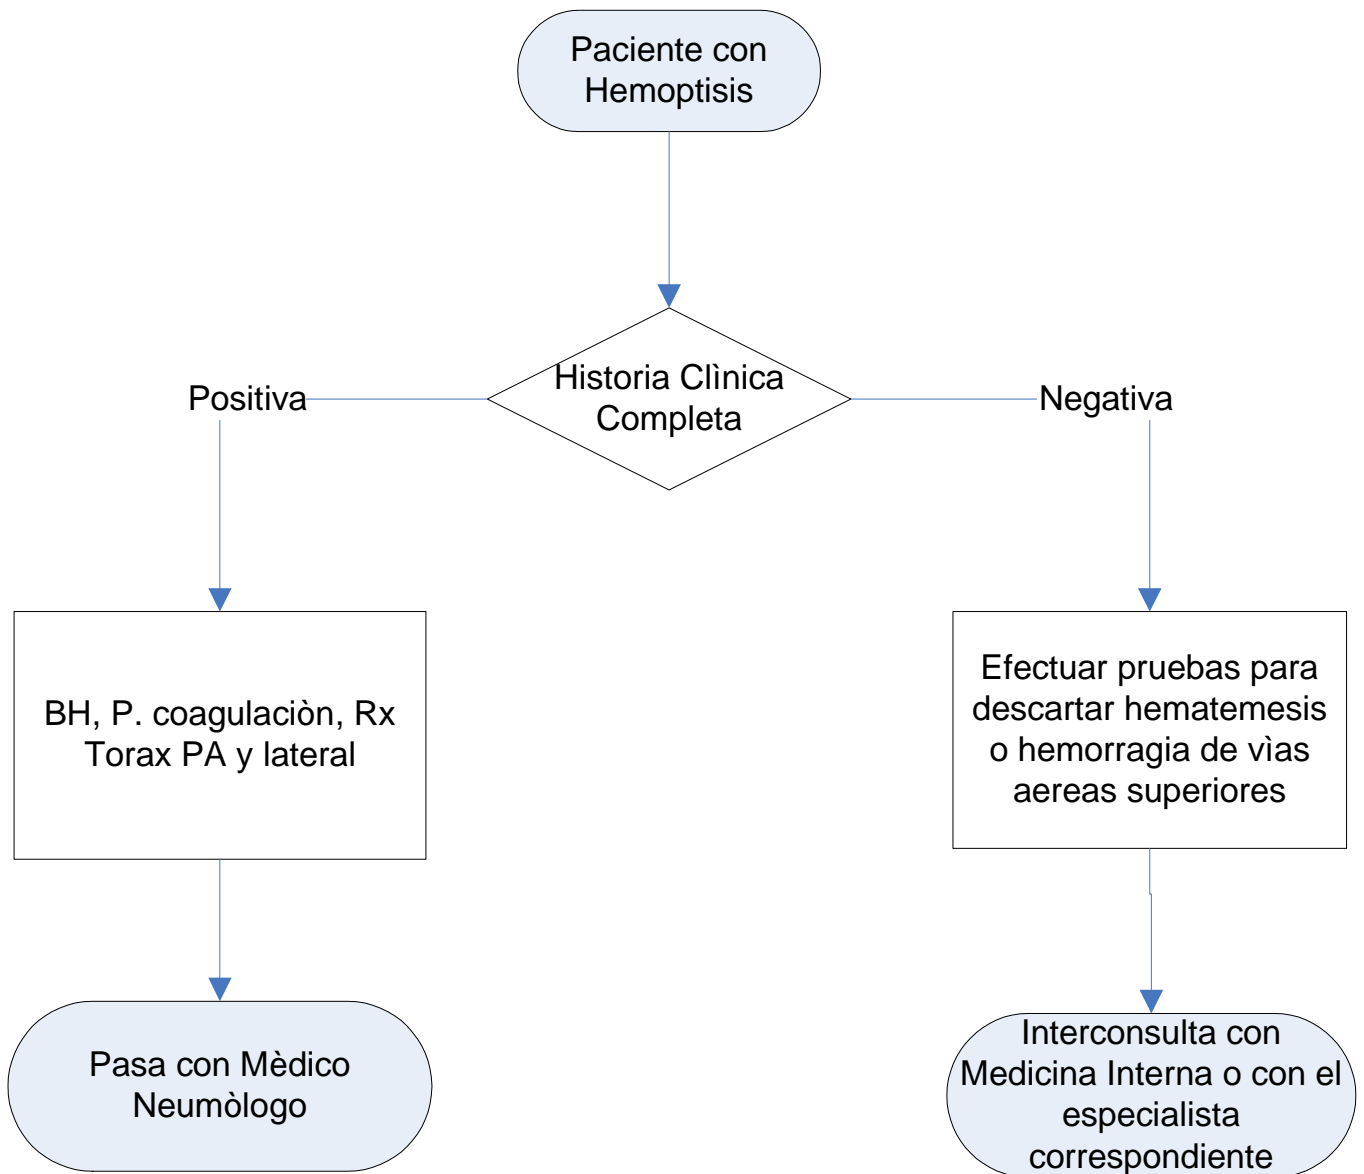 Paciente con
Hemoptisis
Historia Clìnica
Completa
Positiva
Negativa
BH, P. coagulaciòn, Rx
Torax PA y lateral
Efectuar pruebas para
descartar hematemesis
o hemorragia de vìas
aereas superiores
Pasa con Mèdico
Neumòlogo
Interconsulta con
Medicina Interna o con el
especialista
correspondiente